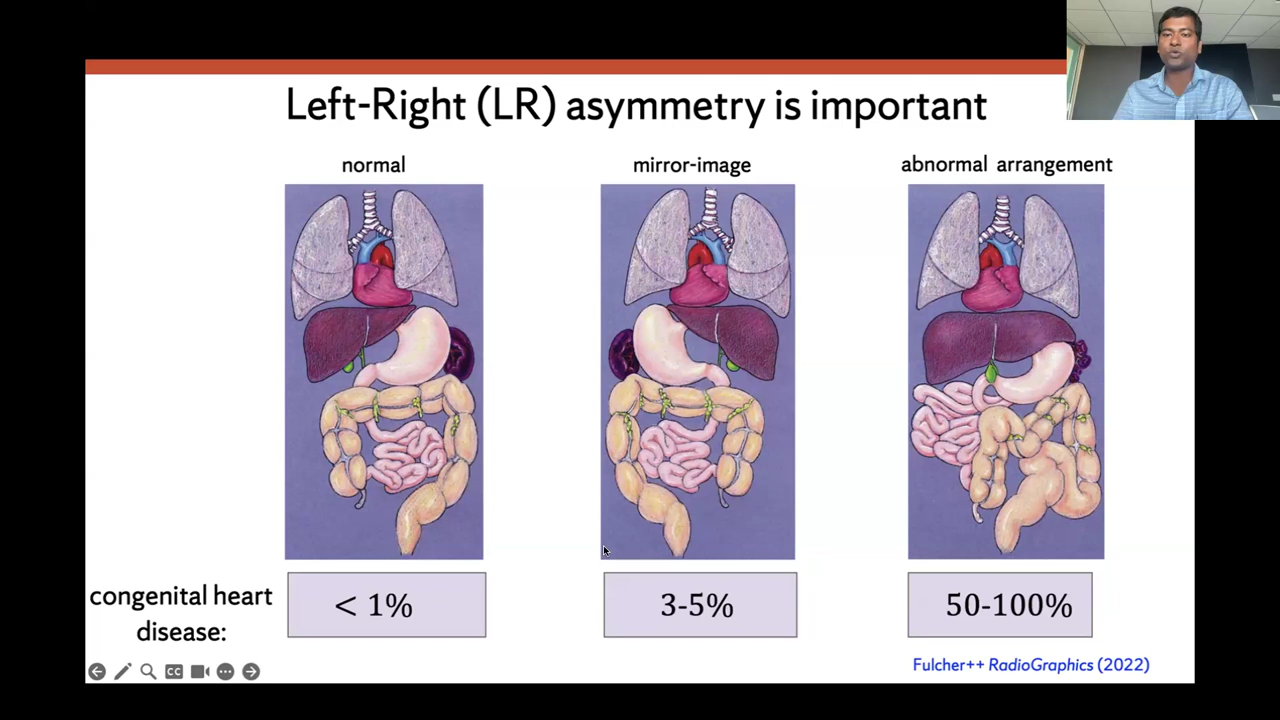 Left-Right (LR) asymmetry is important
normal
mirror-image
abnormal arrangement
congenital heart
disease:
< 1%
3-5%
50-100%
CC
Fulcher++ RadioGraphics (2022)